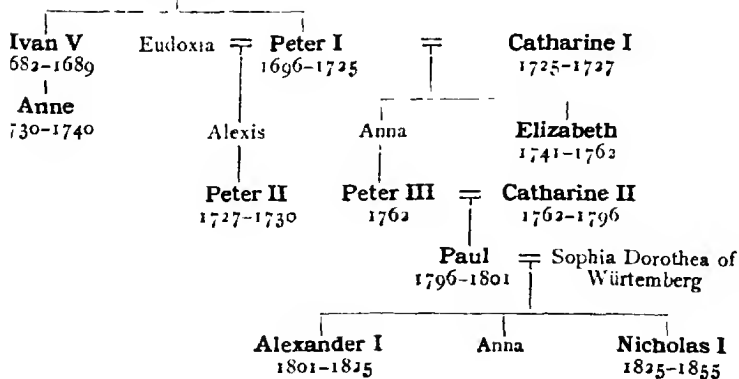 Ivan V Eudoxia = Peter I = Catharine I
682–1689 1696–1725 1725–1727
Anne
730–1740 Alexis Anna Elizabeth
1741–1762
Peter II Peter III = Catharine II
1727–1730 1762 1762–1796
Paul = Sophia Dorothea of
1796–1801 Würtemberg
Alexander I Anna Nicholas I
1801–1825 1825–1855